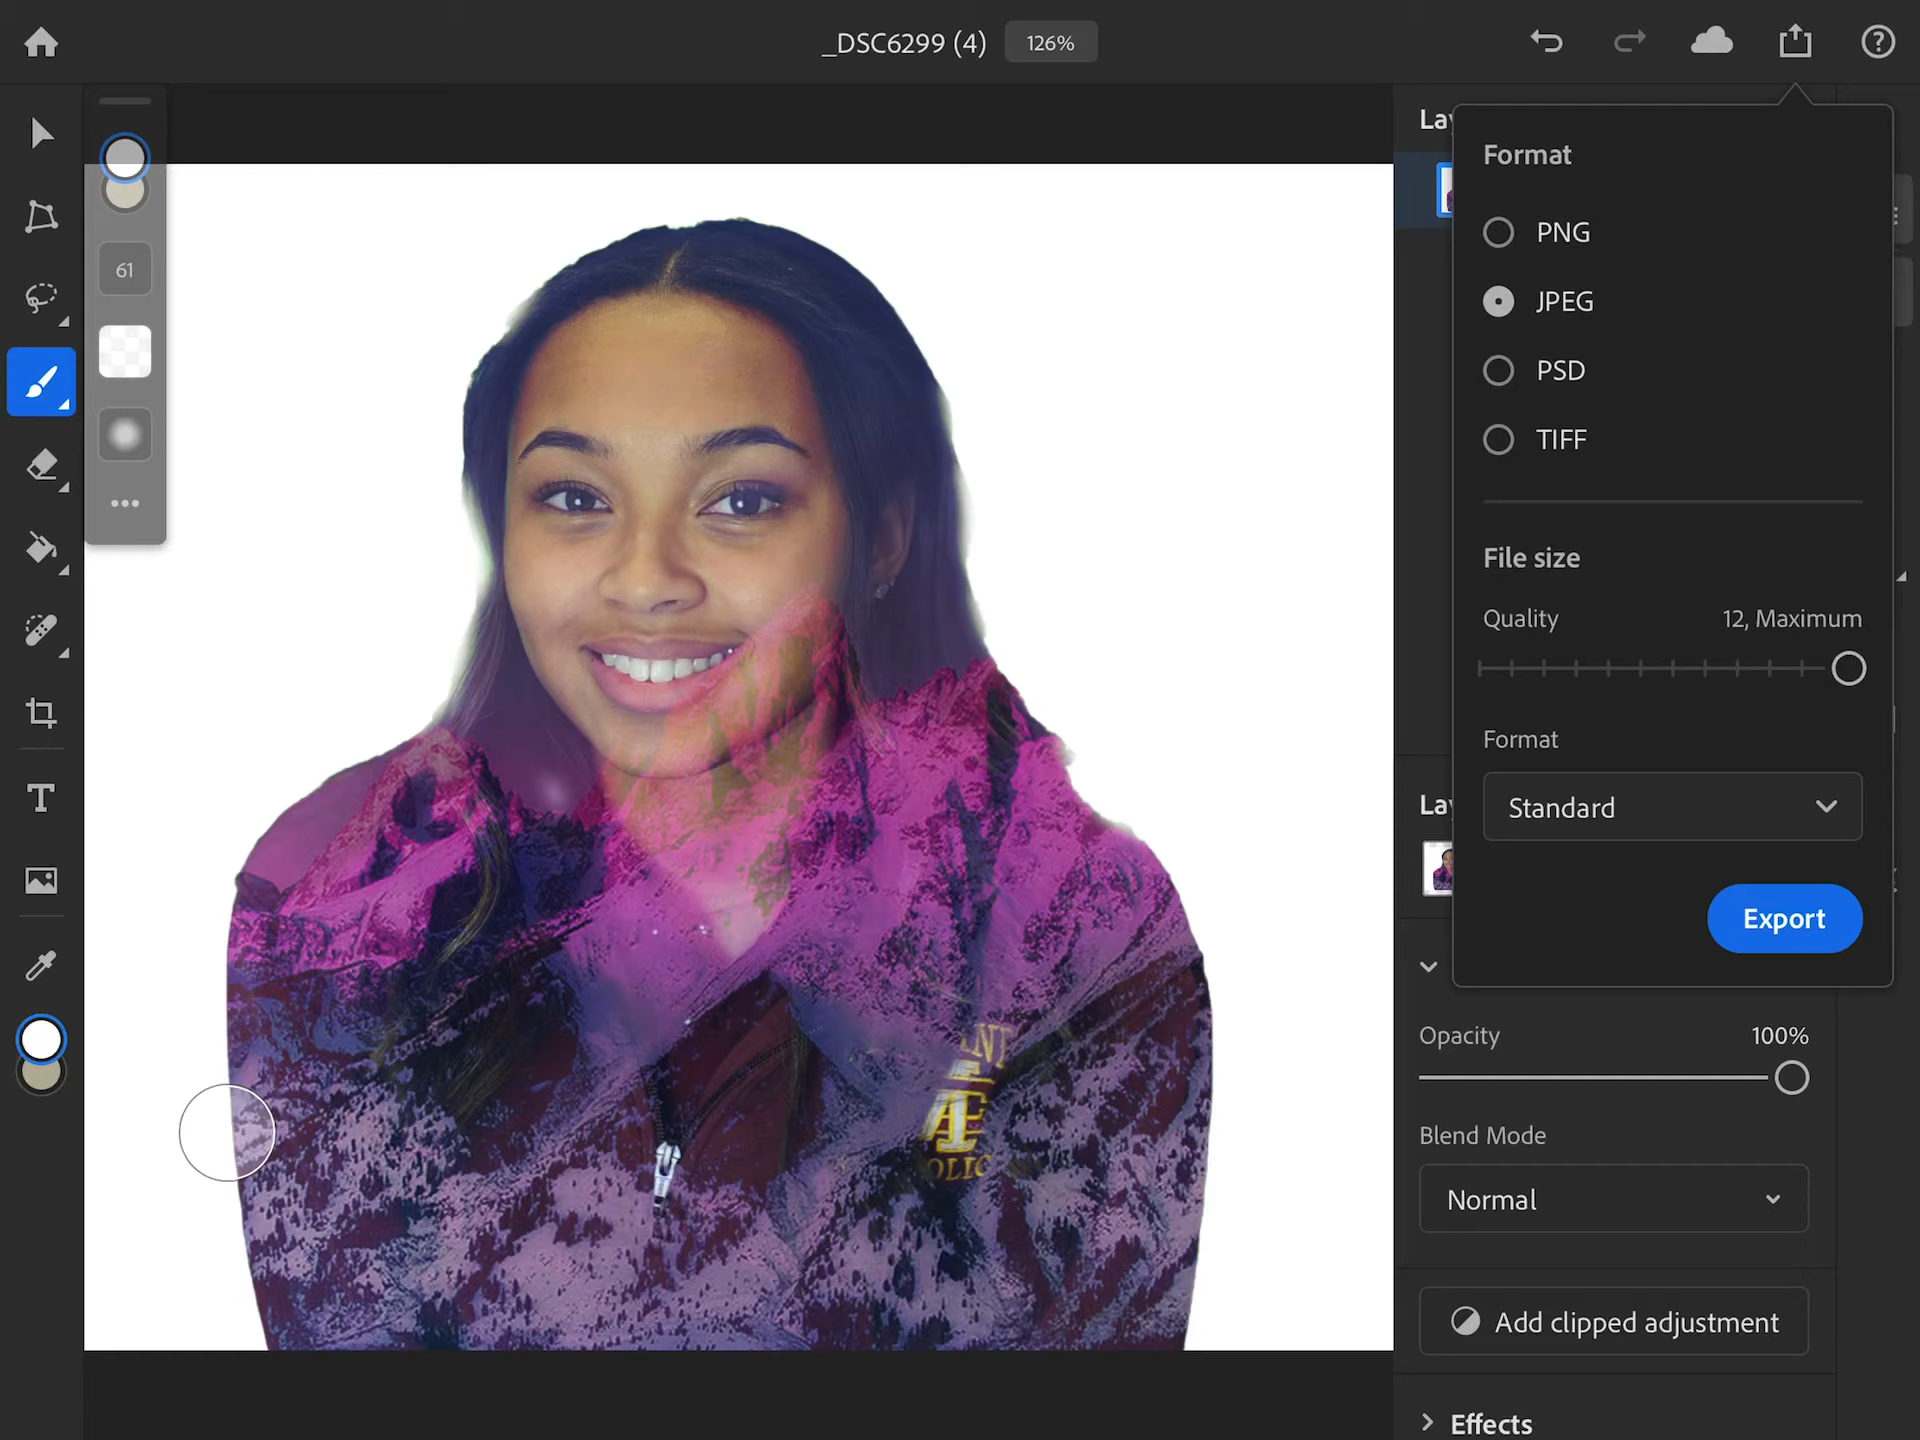 _DSC6299 (4)
126%
61
Format
PNG
JPEG
PSD
TIFF
File size
Quality
12, Maximum
Format
Standard
Export
Opacity
100%
Blend Mode
Normal
Add clipped adjustment
Effects